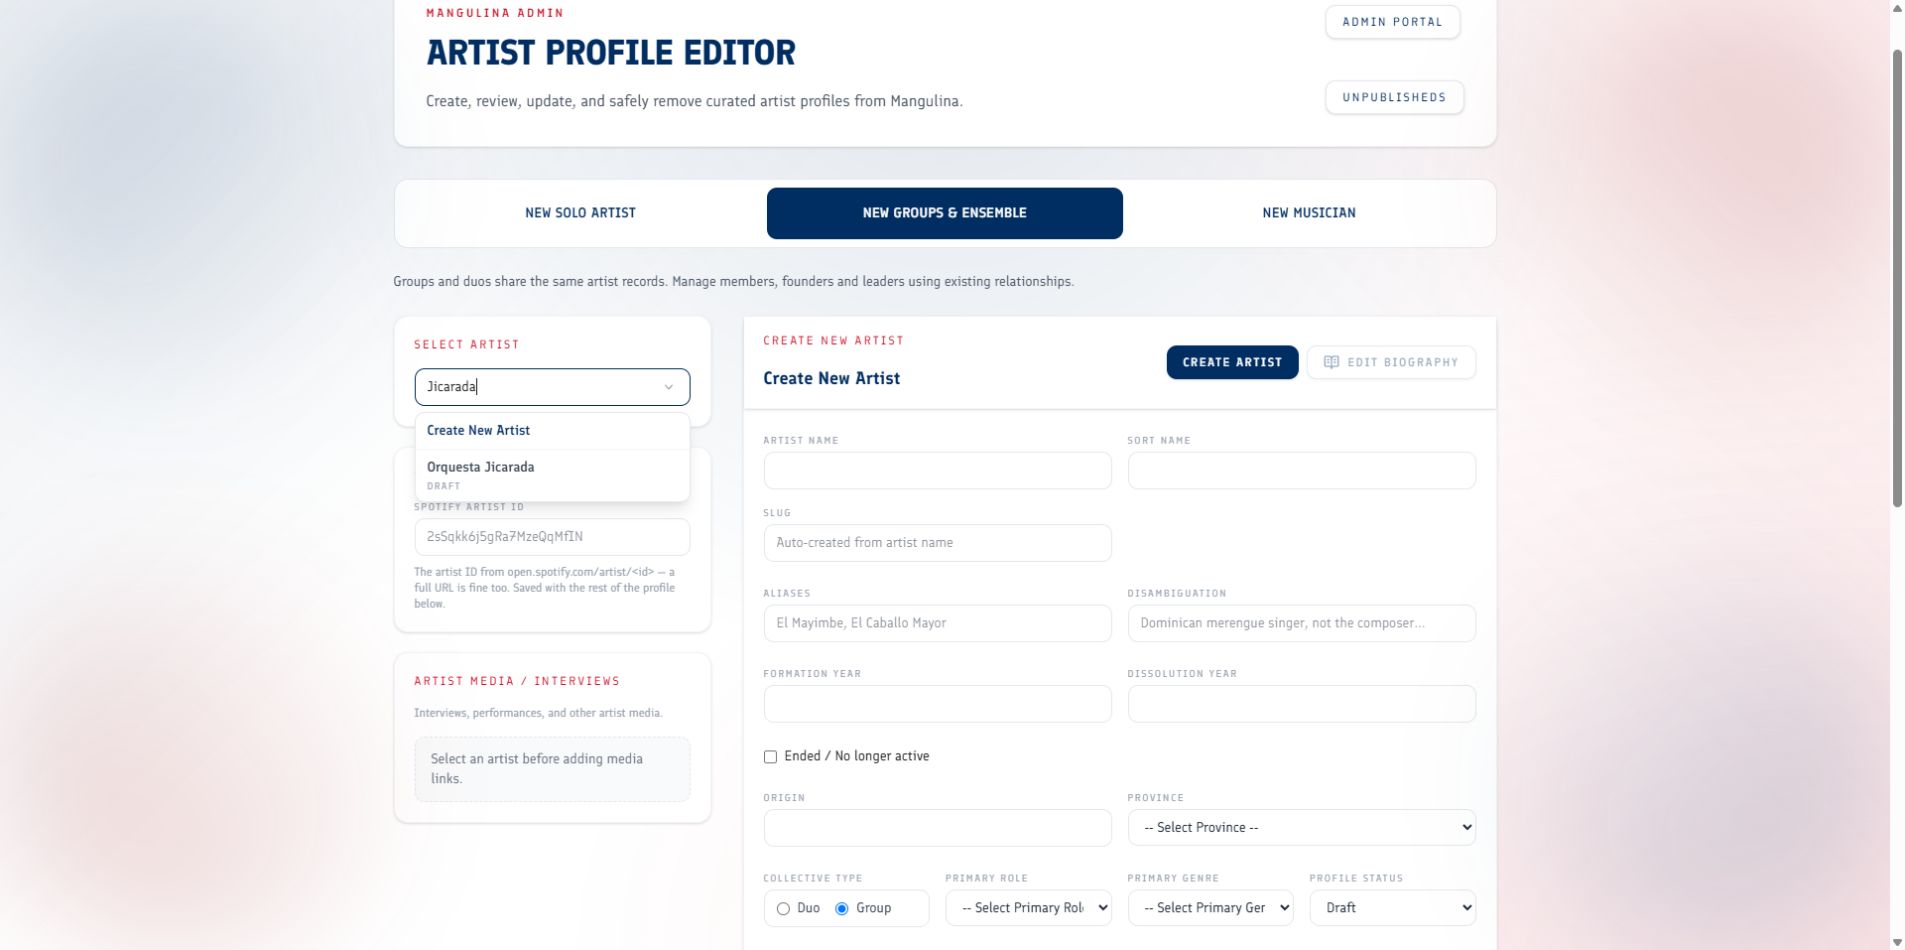 MANGULINA ADMIN
ARTIST PROFILE EDITOR
Create, review, update, and safely remove curated artist profiles from Mangulina.
ADMIN PORTAL
UNPUBLISHEDS
NEW SOLO ARTIST
NEW GROUPS & ENSEMBLE
NEW MUSICIAN
Groups and duos share the same artist records. Manage members, founders and leaders using existing relationships.
SELECT ARTIST
Jicarada
Create New Artist
Orquesta Jicarada
DRAFT
SPOTIFY ARTIST ID
2sSqkk6j5gRa7MzeQqMfIN
The artist ID from open.spotify.com/artist/<id> — a
full URL is fine too. Saved with the rest of the profile
below.
ARTIST MEDIA / INTERVIEWS
Interviews, performances, and other artist media.
Select an artist before adding media
links.
CREATE NEW ARTIST
Create New Artist
CREATE ARTIST
EDIT BIOGRAPHY
ARTIST NAME
SORT NAME
SLUG
Auto-created from artist name
ALIASES
DISAMBIGUATION
El Mayimbe, El Caballo Mayor
Dominican merengue singer, not the composer...
FORMATION YEAR
DISSOLUTION YEAR
Ended / No longer active
ORIGIN
PROVINCE
-- Select Province --
COLLECTIVE TYPE
PRIMARY ROLE
PRIMARY GENRE
PROFILE STATUS
Duo
Group
-- Select Primary Role
-- Select Primary Ger
Draft